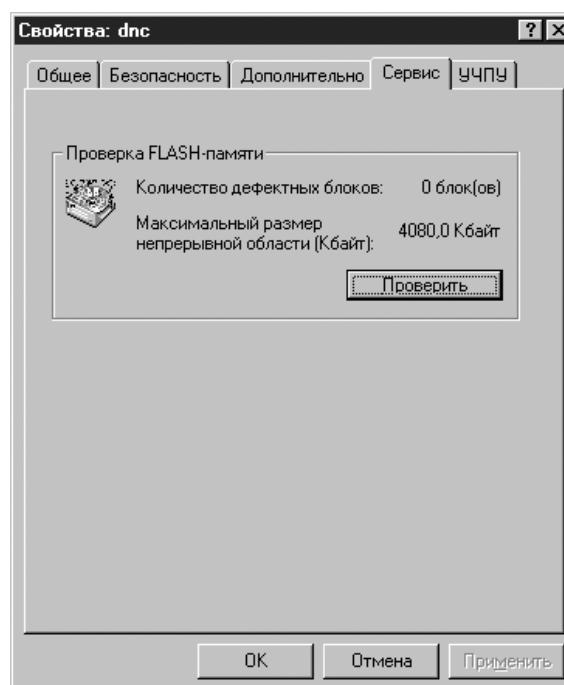 Свойства: dnc
Общее Безопасность Дополнительно Сервис УЧПУ
Проверка FLASH-памяти
Количество дефектных блоков: 0 блок(ов)
Максимальный размер
непрерывной области (Кбайт): 4080,0 Кбайт
Проверить
OK Отмена Применить